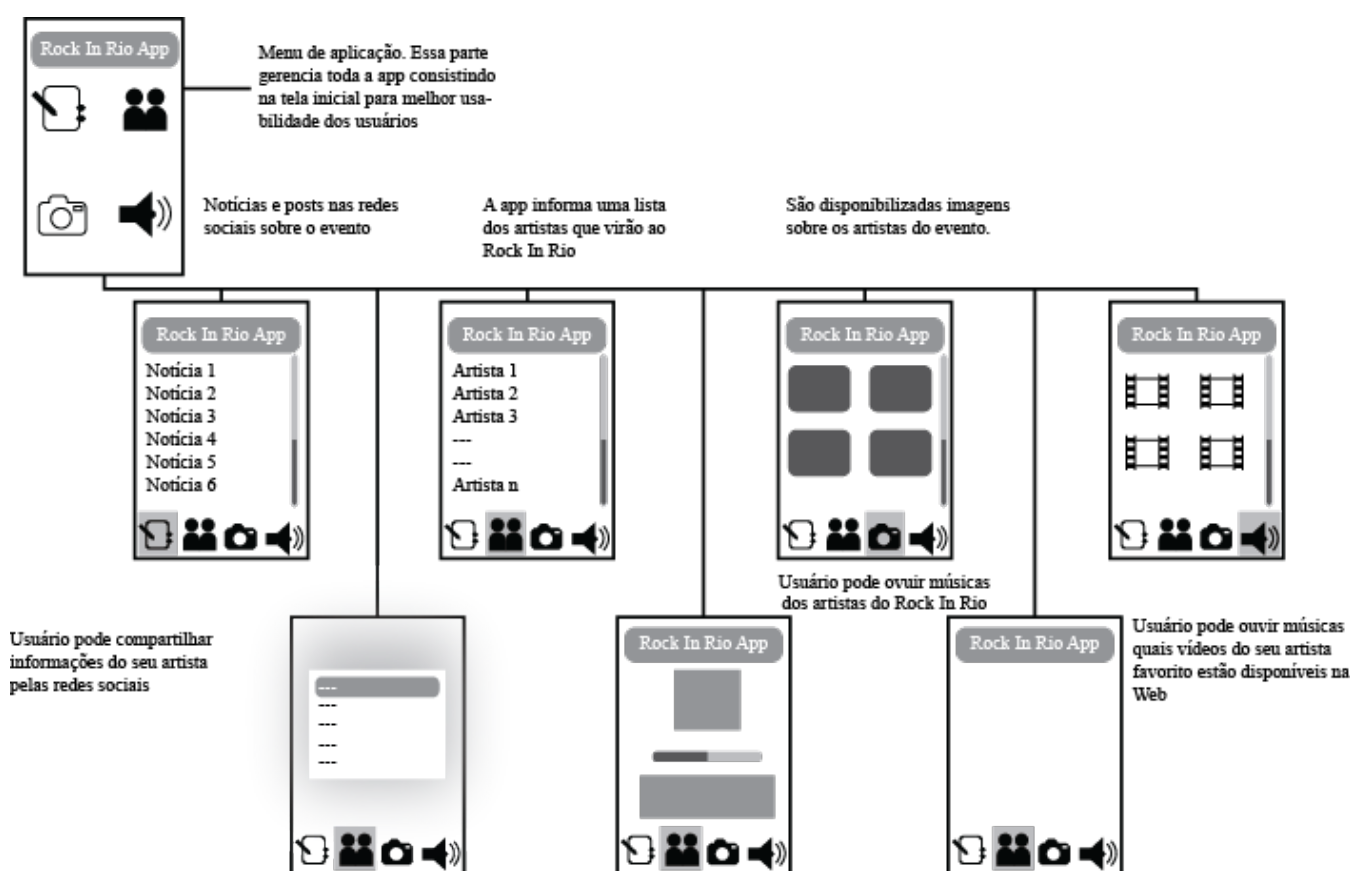 Rock In Rio App
Menu de aplicação. Essa parte
gerencia toda a app consistindo
na tela inicial para melhor usa-
bilidade dos usuários
Notícias e posts nas redes
sociais sobre o evento
A app informa uma lista
dos artistas que virão ao
Rock In Rio
São disponibilizadas imagens
sobre os artistas do evento.
Rock In Rio App
Notícia 1
Notícia 2
Notícia 3
Notícia 4
Notícia 5
Notícia 6
Rock In Rio App
Artista 1
Artista 2
Artista 3
---
---
Artista n
Rock In Rio App
Rock In Rio App
Usuário pode ovuir músicas
dos artistas do Rock In Rio
Usuário pode compartilhar
informações do seu artista
pelas redes sociais
---
---
---
---
---
Rock In Rio App
Rock In Rio App
Usuário pode ouvir músicas
quais vídeos do seu artista
favorito estão disponíveis na
Web